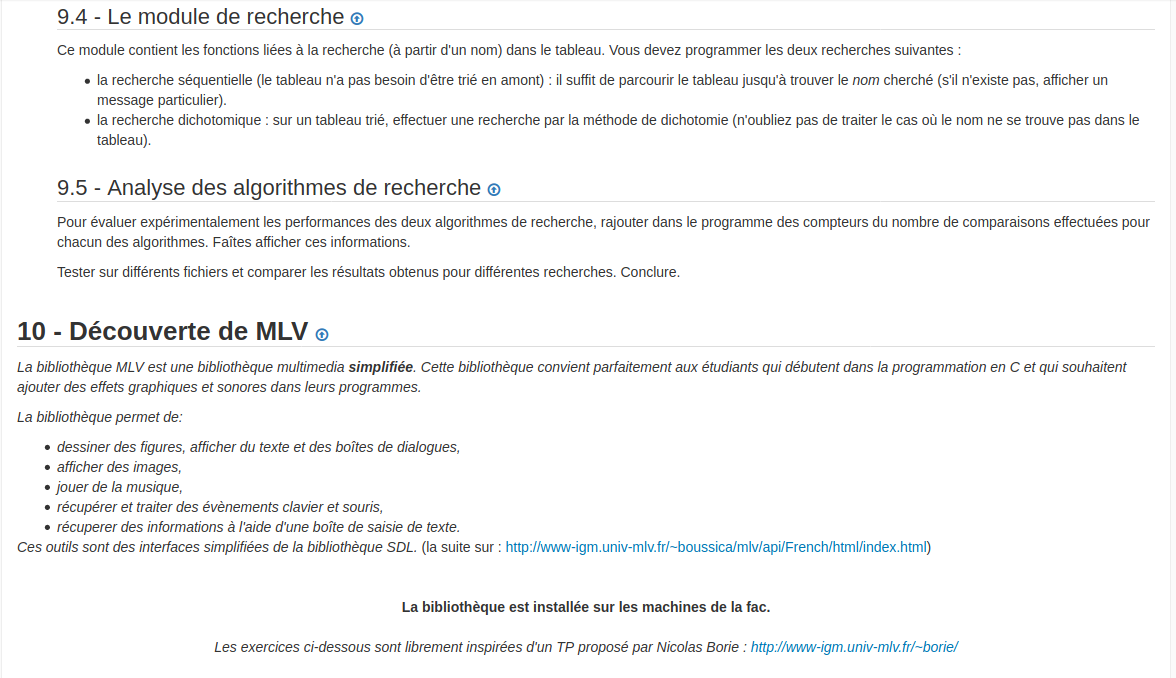 9.4 - Le module de recherche
Ce module contient les fonctions liées à la recherche (à partir d'un nom) dans le tableau. Vous devez programmer les deux recherches suivantes :
• la recherche séquentielle (le tableau n'a pas besoin d'être trié en amont) : il suffit de parcourir le tableau jusqu'à trouver le nom cherché (s'il n'existe pas, afficher un
message particulier).
• la recherche dichotomique : sur un tableau trié, effectuer une recherche par la méthode de dichotomie (n'oubliez pas de traiter le cas où le nom ne se trouve pas dans le
tableau).
9.5 - Analyse des algorithmes de recherche
Pour évaluer expérimentalement les performances des deux algorithmes de recherche, rajouter dans le programme des compteurs du nombre de comparaisons effectuées pour
chacun des algorithmes. Faîtes afficher ces informations.
Tester sur différents fichiers et comparer les résultats obtenus pour différentes recherches. Conclure.
10 - Découverte de MLV
La bibliothèque MLV est une bibliothèque multimedia simplifiée. Cette bibliothèque convient parfaitement aux étudiants qui débutent dans la programmation en C et qui souhaitent
ajouter des effets graphiques et sonores dans leurs programmes.
La bibliothèque permet de:
• dessiner des figures, afficher du texte et des boîtes de dialogues,
• afficher des images,
• jouer de la musique,
• récupérer et traiter des évènements clavier et souris,
• récuperer des informations à l'aide d'une boîte de saisie de texte.
Ces outils sont des interfaces simplifiées de la bibliothèque SDL. (la suite sur : http://www-igm.univ-mlv.fr/~boussica/mlv/api/French/html/index.html)
La bibliothèque est installée sur les machines de la fac.
Les exercices ci-dessous sont librement inspirées d'un TP proposé par Nicolas Borie : http://www-igm.univ-mlv.fr/~borie/